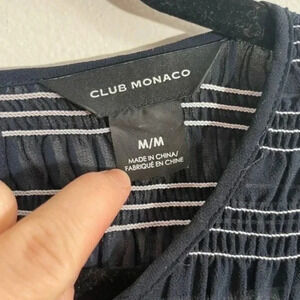 CLUB MONACO
M/M
MADE IN CHINA/
FABRIQUÉ EN CHINE